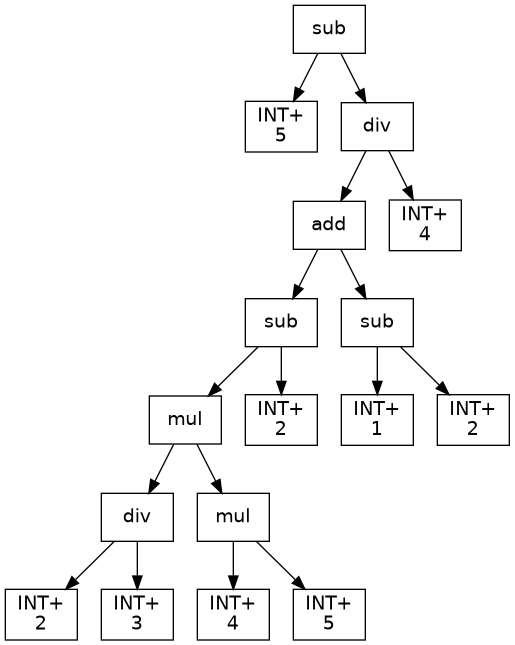 sub
INT+
5
div
add
INT+
4
sub
sub
mul
INT+
2
INT+
1
INT+
2
div
mul
INT+
2
INT+
3
INT+
4
INT+
5